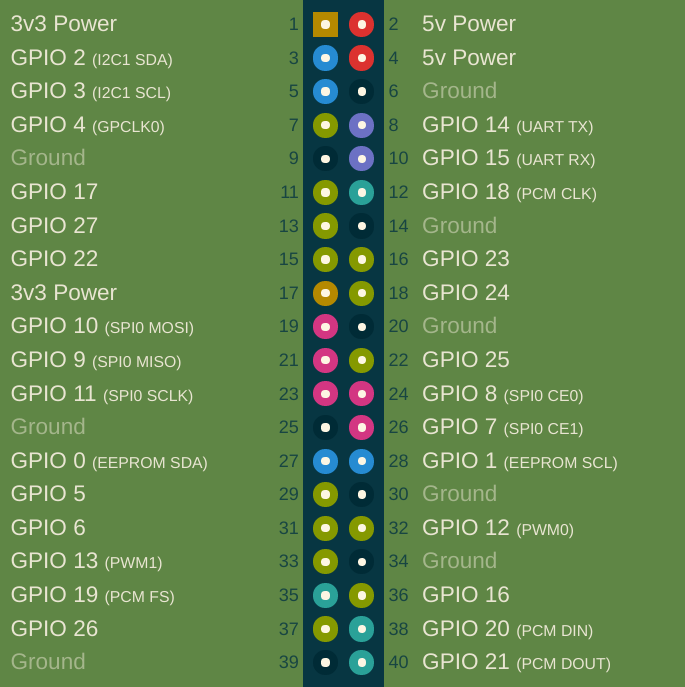 3v3 Power 1 2 5v Power
GPIO 2 (I2C1 SDA) 3 4 5v Power
GPIO 3 (I2C1 SCL) 5 6 Ground
GPIO 4 (GPCLK0) 7 8 GPIO 14 (UART TX)
Ground 9 10 GPIO 15 (UART RX)
GPIO 17 11 12 GPIO 18 (PCM CLK)
GPIO 27 13 14 Ground
GPIO 22 15 16 GPIO 23
3v3 Power 17 18 GPIO 24
GPIO 10 (SPI0 MOSI) 19 20 Ground
GPIO 9 (SPI0 MISO) 21 22 GPIO 25
GPIO 11 (SPI0 SCLK) 23 24 GPIO 8 (SPI0 CE0)
Ground 25 26 GPIO 7 (SPI0 CE1)
GPIO 0 (EEPROM SDA) 27 28 GPIO 1 (EEPROM SCL)
GPIO 5 29 30 Ground
GPIO 6 31 32 GPIO 12 (PWM0)
GPIO 13 (PWM1) 33 34 Ground
GPIO 19 (PCM FS) 35 36 GPIO 16
GPIO 26 37 38 GPIO 20 (PCM DIN)
Ground 39 40 GPIO 21 (PCM DOUT)